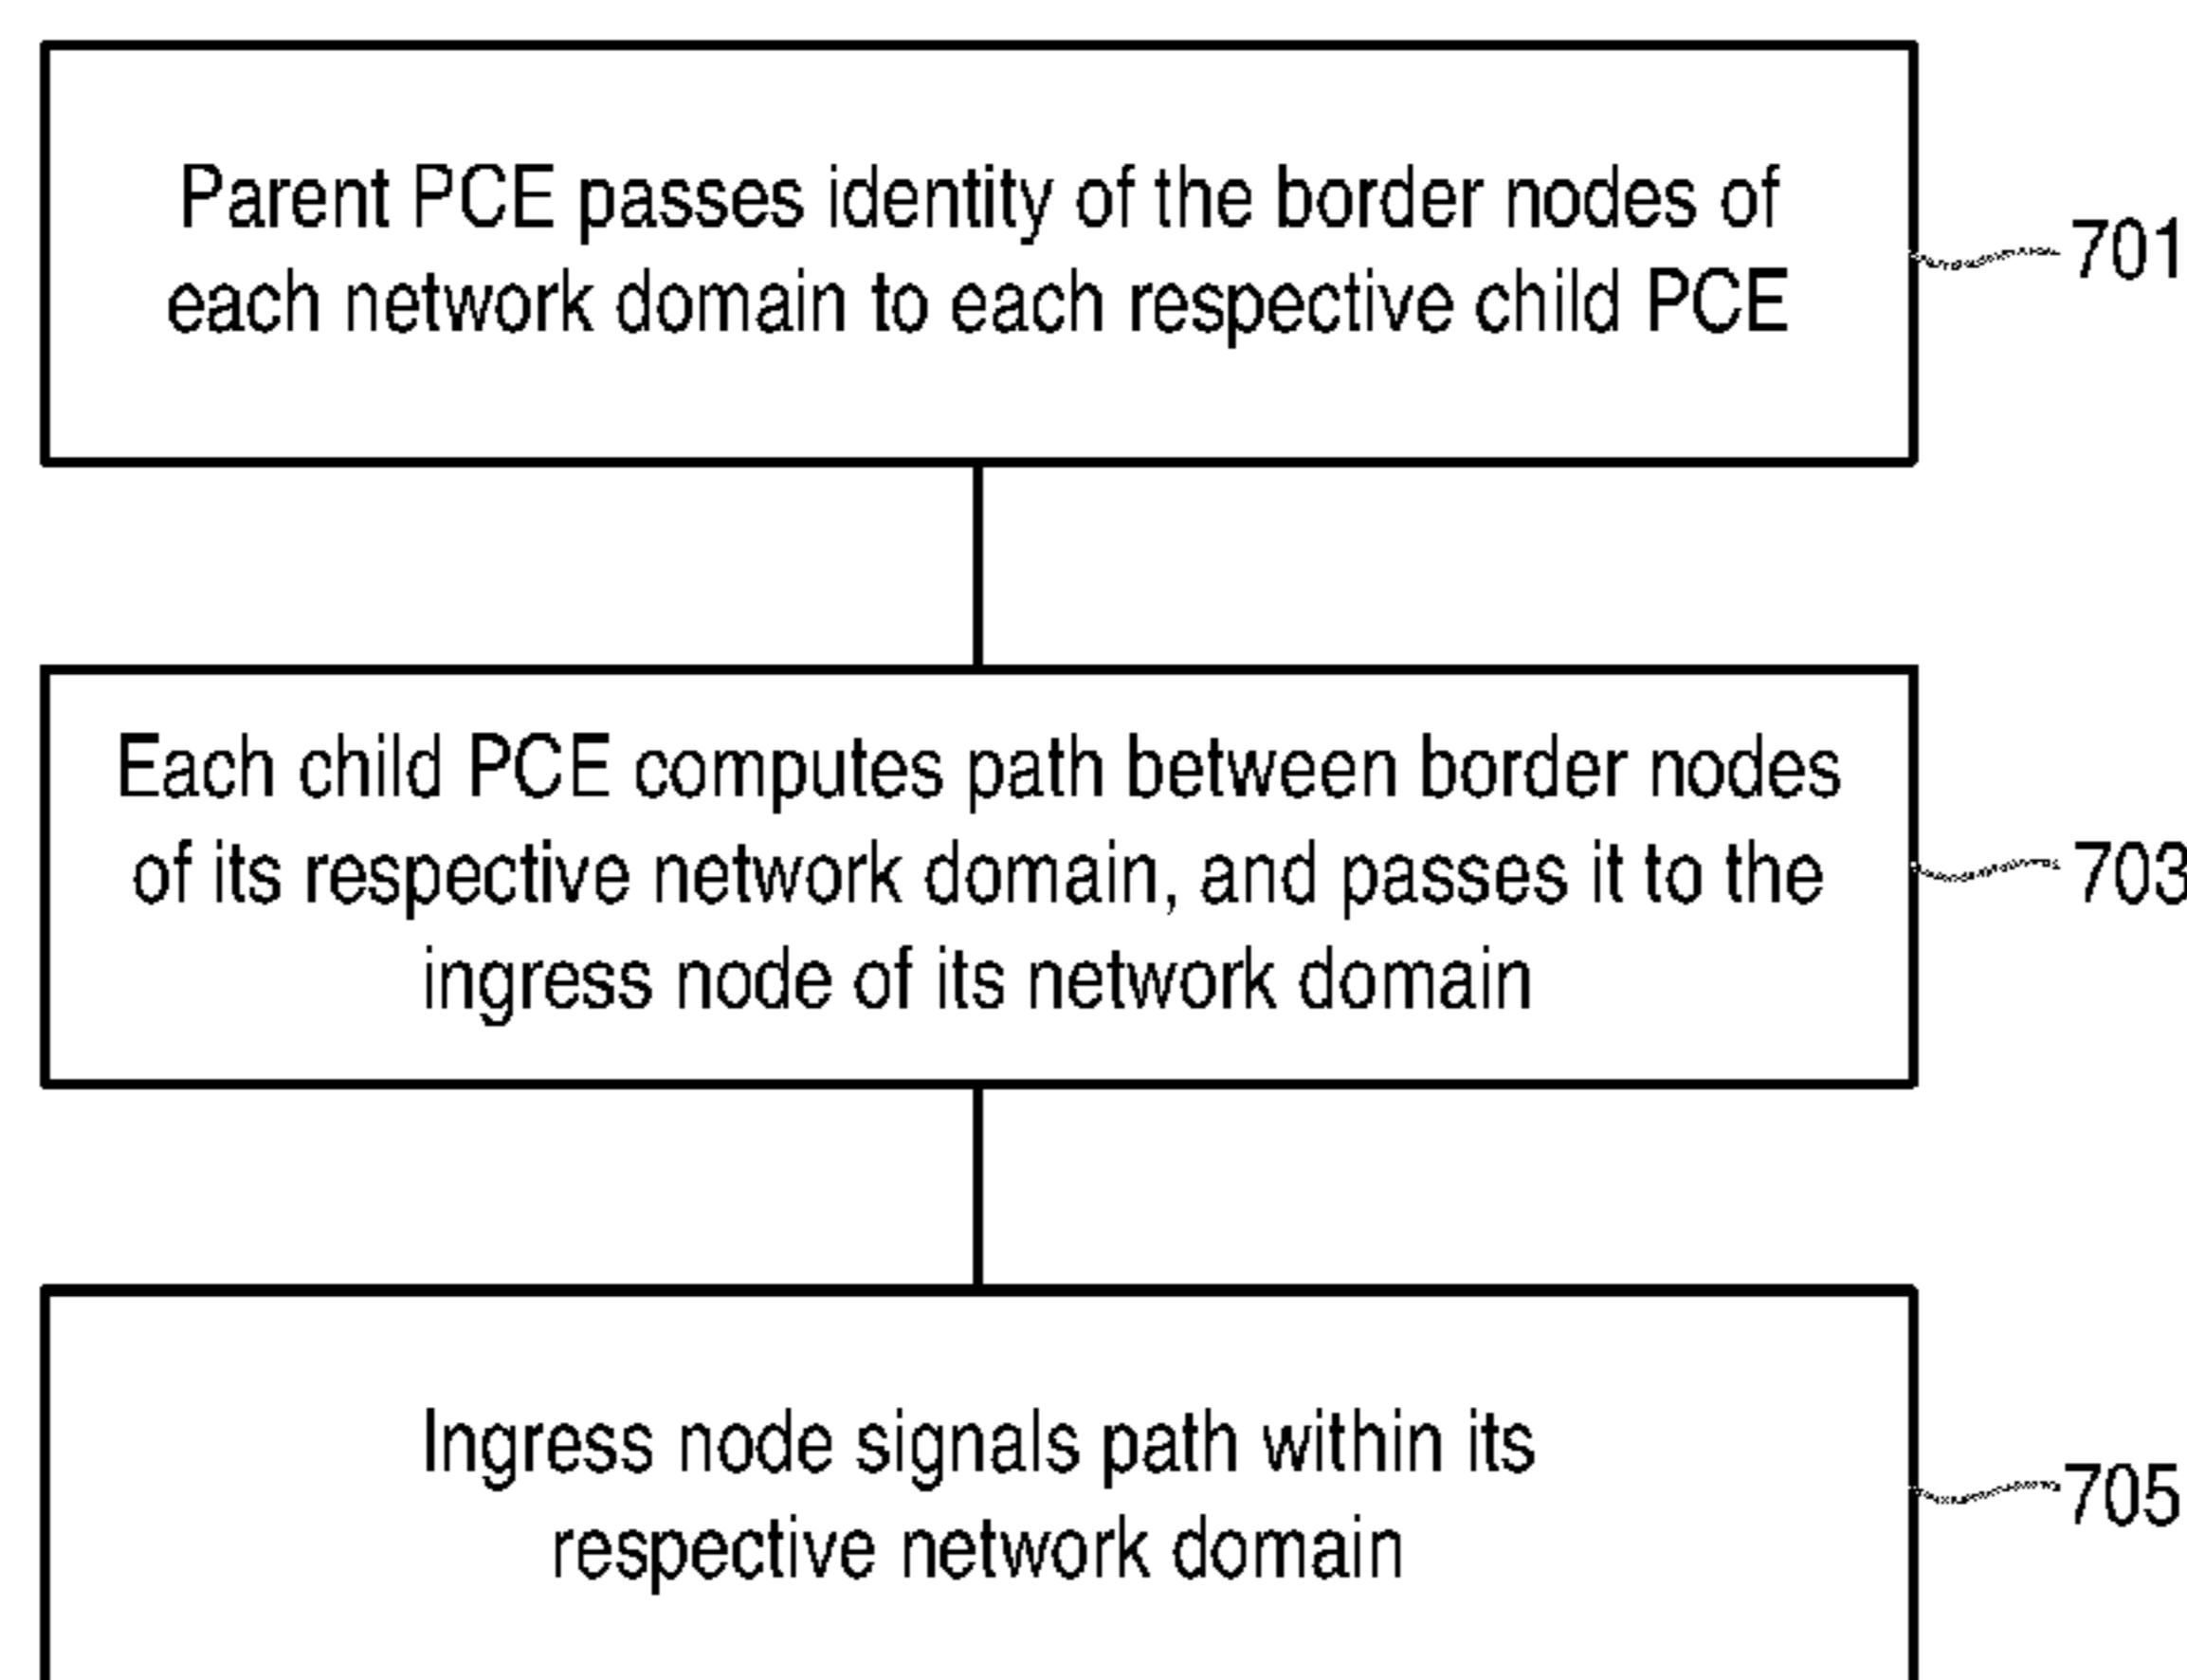 Parent PCE passes identity of the border nodes of
each network domain to each respective child PCE
701
Each child PCE computes path between border nodes
of its respective network domain, and passes it to the
ingress node of its network domain
703
Ingress node signals path within its
respective network domain
705